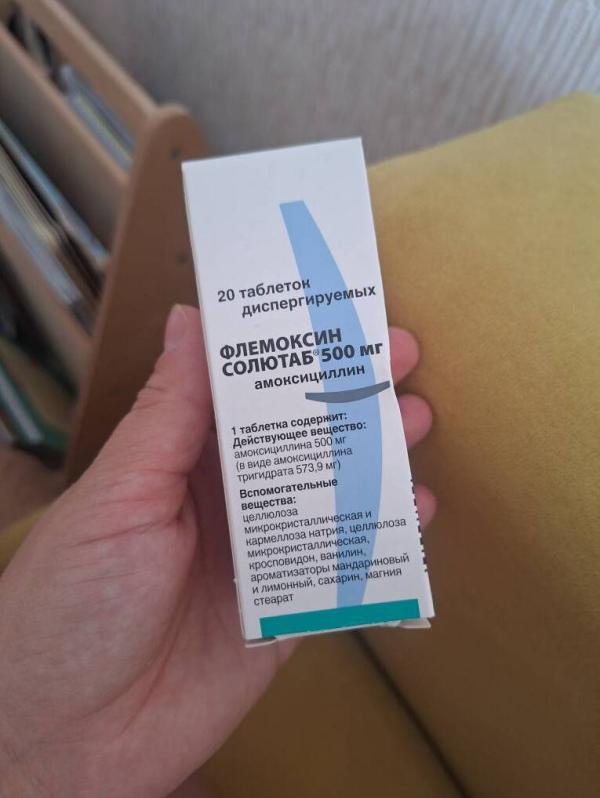 20 таблеток
диспергируемых
ФЛЕМОКСИН
СОЛЮТАБ® 500 мг
амоксициллин
1 таблетка содержит:
Действующее вещество:
амоксициллина 500 мг
(в виде амоксициллина
тригидрата 573,9 мг)
Вспомогательные
вещества:
целлюлоза
микрокристаллическая и
кармеллоза натрия, целлюлоза
микрокристаллическая,
кросповидон, ванилин,
ароматизаторы мандариновый
и лимонный, сахарин, магния
стеарат